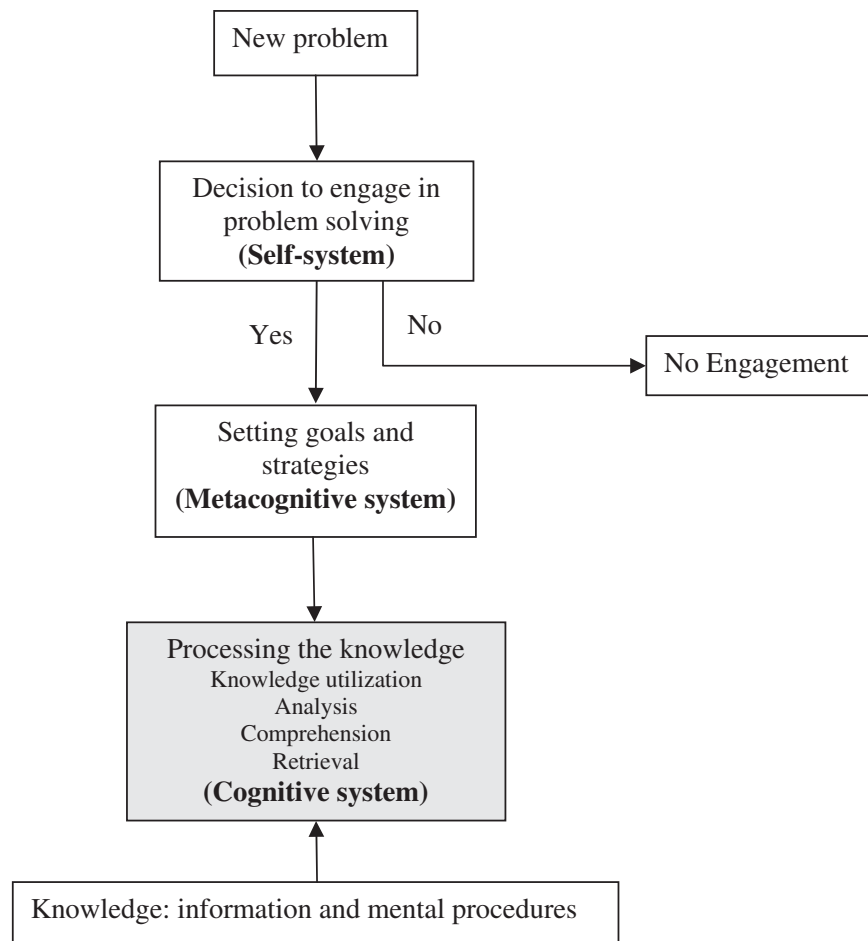 New problem
Decision to engage in
problem solving
(Self-system)
Yes
No
No Engagement
Setting goals and
strategies
(Metacognitive system)
Processing the knowledge
Knowledge utilization
Analysis
Comprehension
Retrieval
(Cognitive system)
Knowledge: information and mental procedures